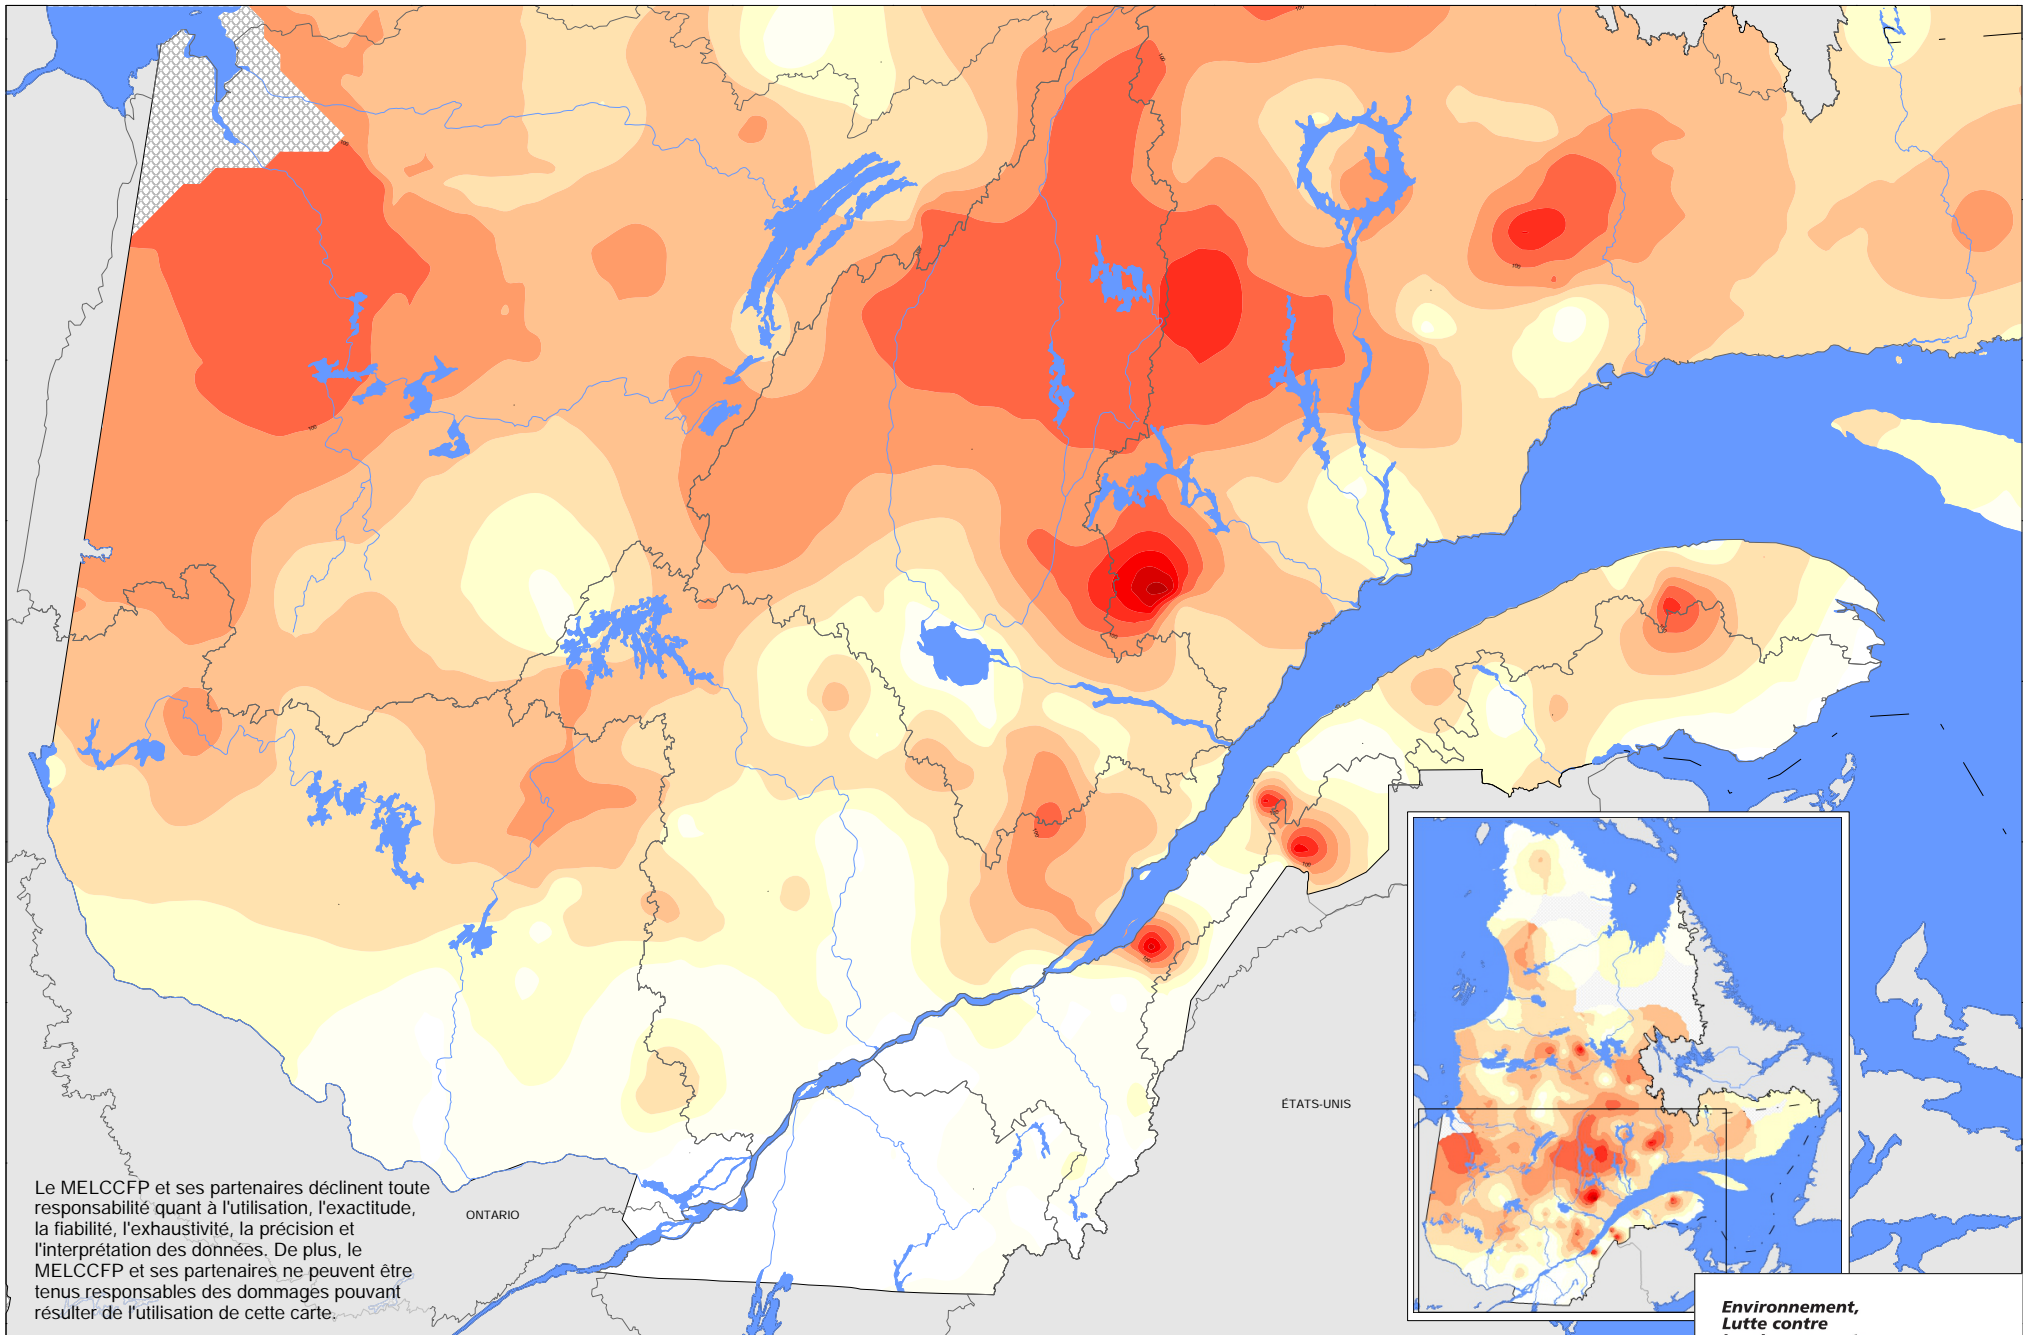 ÉTATS-UNIS
Le MELCCFP et ses partenaires déclinent toute
responsabilité quant à l'utilisation, l'exactitude,
la fiabilité, l'exhaustivité, la précision et
l'interprétation des données. De plus, le
MELCCFP et ses partenaires ne peuvent être
tenus responsables des dommages pouvant
résulter de l'utilisation de cette carte.
ONTARIO
Environnement,
Lutte contre